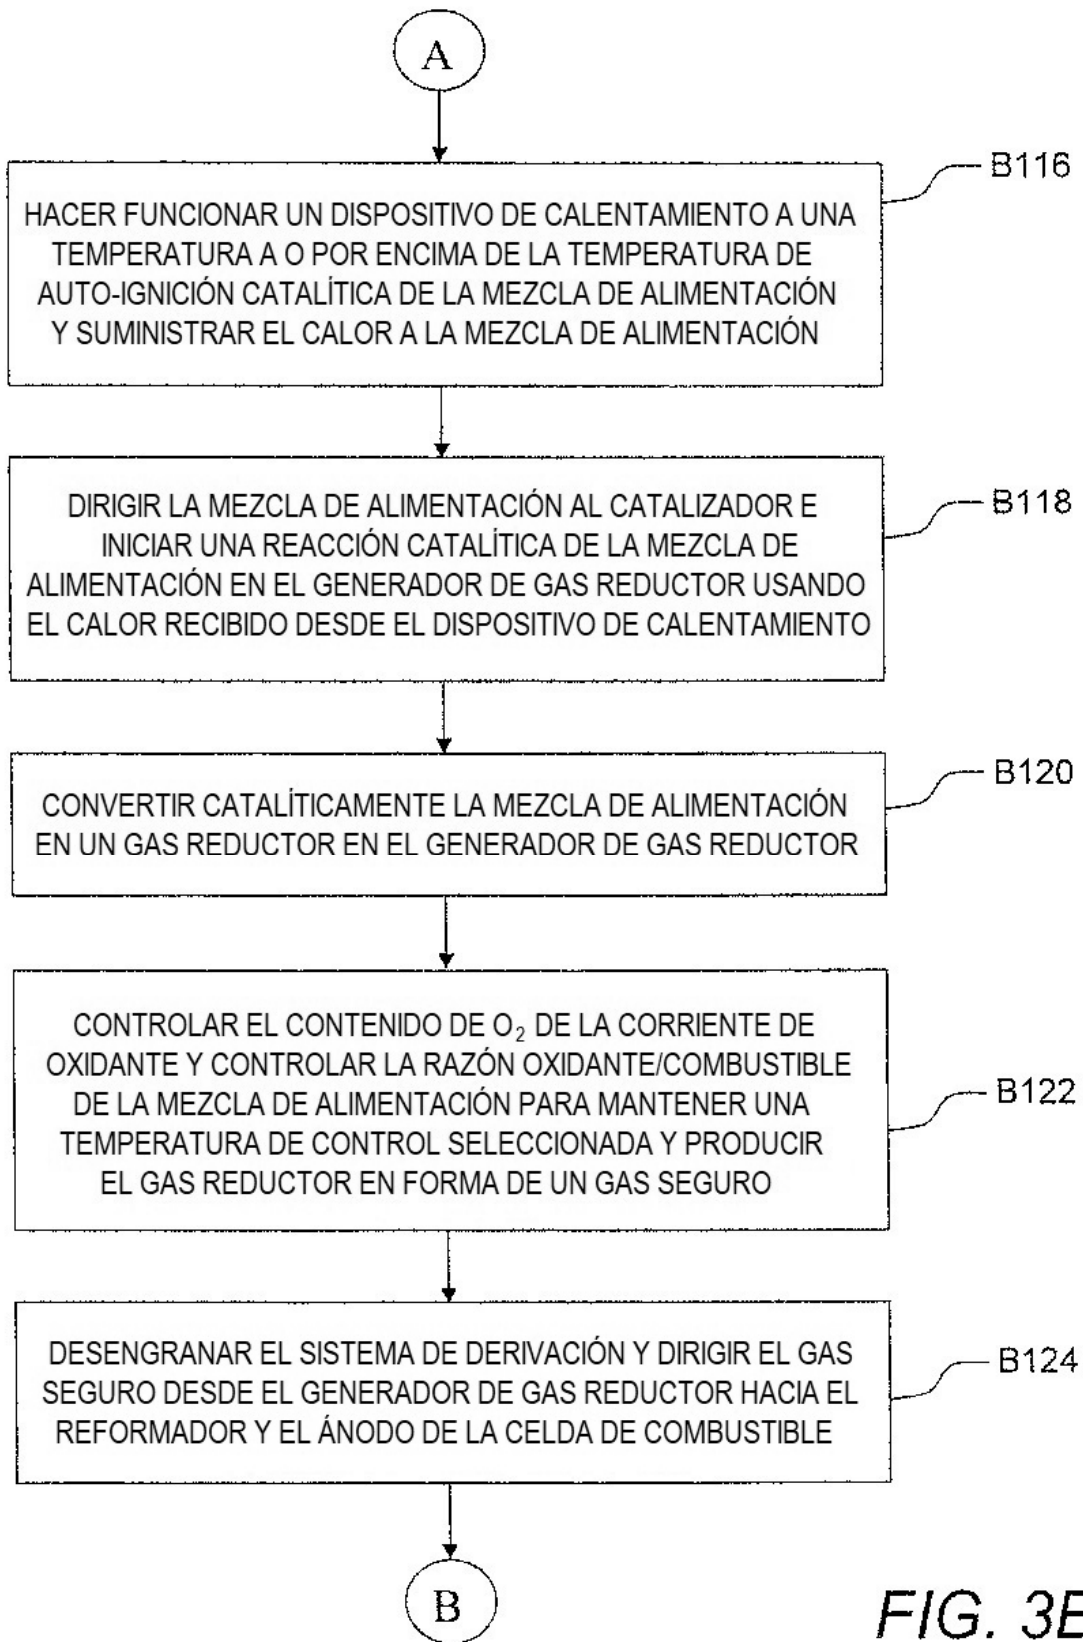 A
B116
HACER FUNCIONAR UN DISPOSITIVO DE CALENTAMIENTO A UNA
TEMPERATURA A O POR ENCIMA DE LA TEMPERATURA DE
AUTO-IGNICIÓN CATALÍTICA DE LA MEZCLA DE ALIMENTACIÓN
Y SUMINISTRAR EL CALOR A LA MEZCLA DE ALIMENTACIÓN
B118
DIRIGIR LA MEZCLA DE ALIMENTACIÓN AL CATALIZADOR E
INICIAR UNA REACCIÓN CATALÍTICA DE LA MEZCLA DE
ALIMENTACIÓN EN EL GENERADOR DE GAS REDUCTOR USANDO
EL CALOR RECIBIDO DESDE EL DISPOSITIVO DE CALENTAMIENTO
B120
CONVERTIR CATALÍTICAMENTE LA MEZCLA DE ALIMENTACIÓN
EN UN GAS REDUCTOR EN EL GENERADOR DE GAS REDUCTOR
B122
CONTROLAR EL CONTENIDO DE O₂ DE LA CORRIENTE DE
OXIDANTE Y CONTROLAR LA RAZÓN OXIDANTE/COMBUSTIBLE
DE LA MEZCLA DE ALIMENTACIÓN PARA MANTENER UNA
TEMPERATURA DE CONTROL SELECCIONADA Y PRODUCIR
EL GAS REDUCTOR EN FORMA DE UN GAS SEGURO
B124
DESENGRANAR EL SISTEMA DE DERIVACIÓN Y DIRIGIR EL GAS
SEGURO DESDE EL GENERADOR DE GAS REDUCTOR HACIA EL
REFORMADOR Y EL ÁNODO DE LA CELDA DE COMBUSTIBLE
B
FIG. 3B